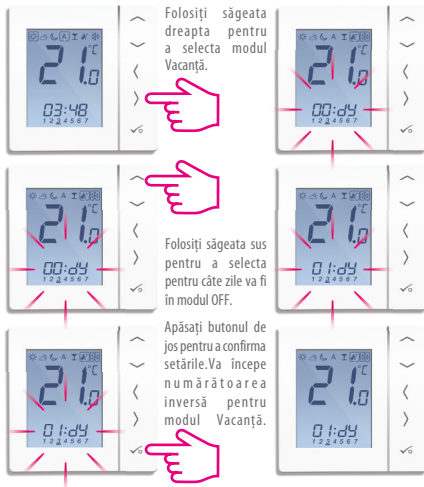 Folosiți săgeata
dreapta pentru
a selecta modul
Vacanță.
21.0 °C
03:48
1 2 3 4 5 6 7
21.0 °C
00:dY
1 2 3 4 5 6 7
21.0 °C
00:dY
1 2 3 4 5 6 7
Folosiți săgeata sus
pentru a selecta
pentru câte zile va fi
în modul OFF.
21.0 °C
01:dY
1 2 3 4 5 6 7
21.0 °C
01:dY
1 2 3 4 5 6 7
Apăsați butonul de
jos pentru a confirma
setările.Va începe
numărătoarea
inversă pentru
modul Vacanță.
21.0 °C
01:dY
1 2 3 4 5 6 7